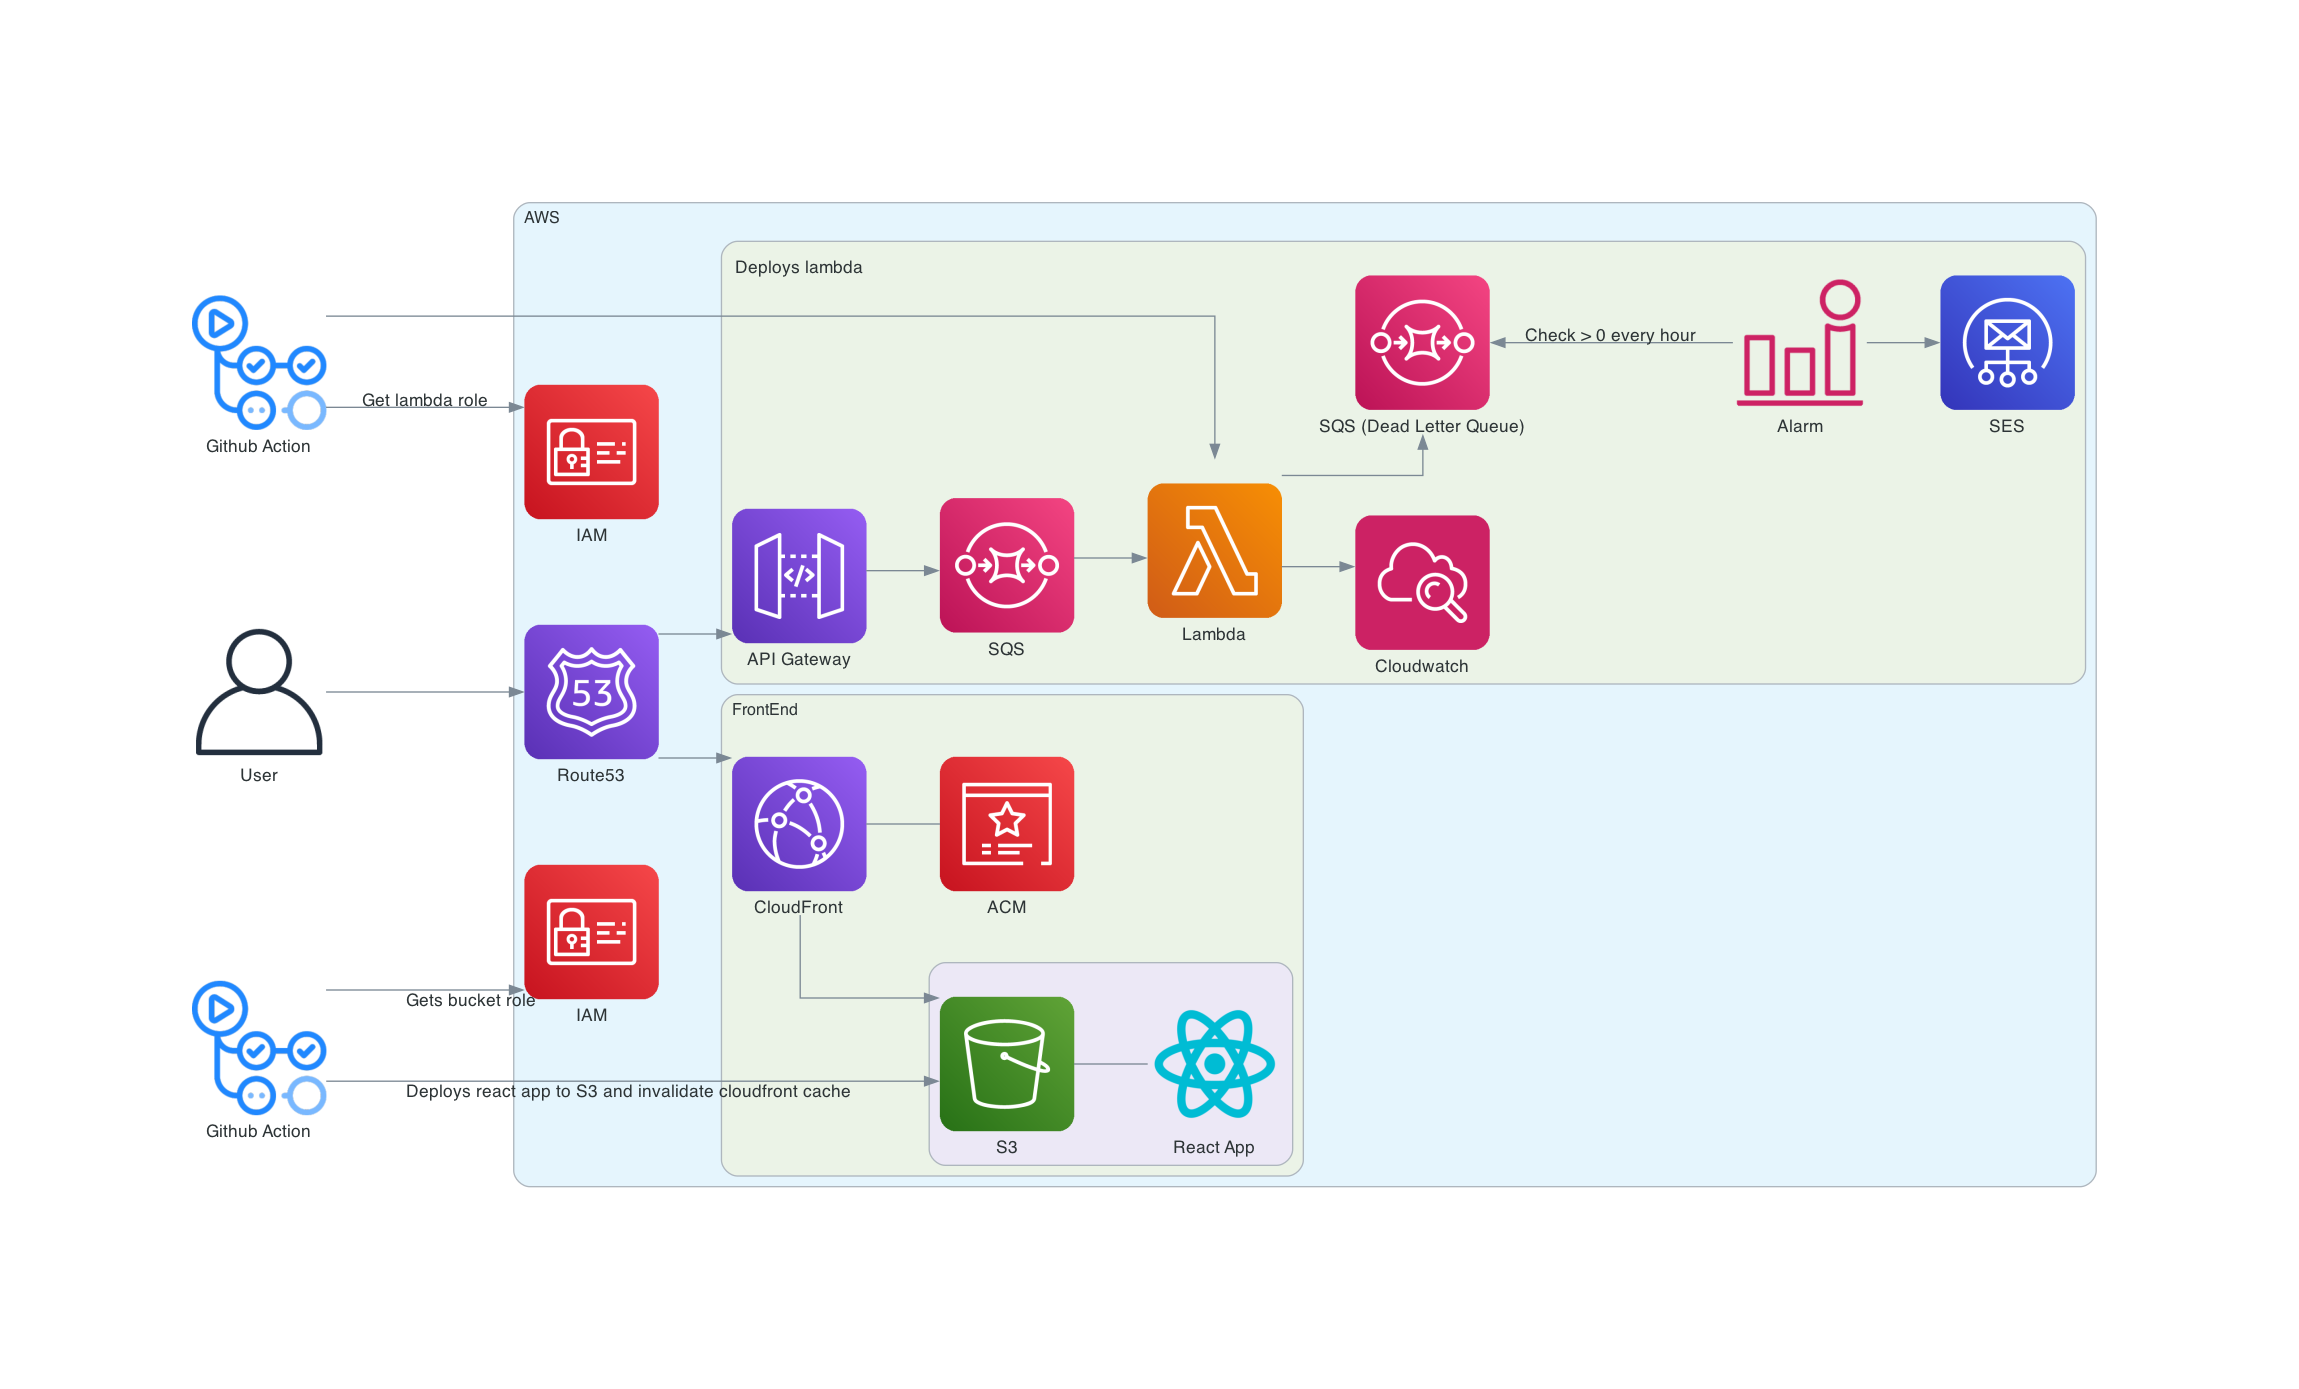 AWS
Deploys lambda
Check > 0 every hour
Get lambda role
SQS (Dead Letter Queue)
Alarm
SES
Github Action
IAM
API Gateway
SQS
Lambda
Cloudwatch
53
User
Route53
FrontEnd
CloudFront
ACM
Gets bucket role
IAM
Deploys react app to S3 and invalidate cloudfront cache
Github Action
S3
React App